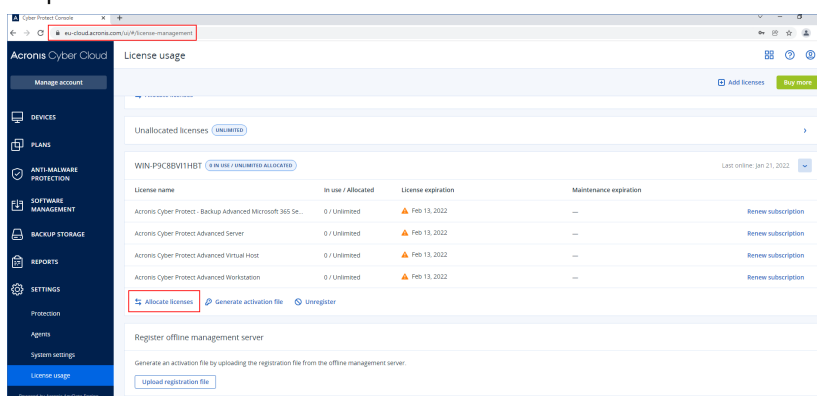 Cyber Protect Console
eu-cloud.acronis.com/ui/#/license-management
Acronis Cyber Cloud
License usage
Manage account
Add licenses
Buy more
DEVICES
PLANS
ANTI-MALWARE
PROTECTION
SOFTWARE
MANAGEMENT
BACKUP STORAGE
REPORTS
SETTINGS
Protection
Agents
System settings
License usage
Unallocated licenses UNLIMITED
WIN-P9C8BVI1HBT 0 IN USE / UNLIMITED ALLOCATED Last online: Jan 21, 2022
License name In use / Allocated License expiration Maintenance expiration
Acronis Cyber Protect - Backup Advanced Microsoft 365 Se... 0 / Unlimited Feb 13, 2022 — Renew subscription
Acronis Cyber Protect Advanced Server 0 / Unlimited Feb 13, 2022 — Renew subscription
Acronis Cyber Protect Advanced Virtual Host 0 / Unlimited Feb 13, 2022 — Renew subscription
Acronis Cyber Protect Advanced Workstation 0 / Unlimited Feb 13, 2022 — Renew subscription
Allocate licenses Generate activation file Unregister
Register offline management server
Generate an activation file by uploading the registration file from the offline management server.
Upload registration file